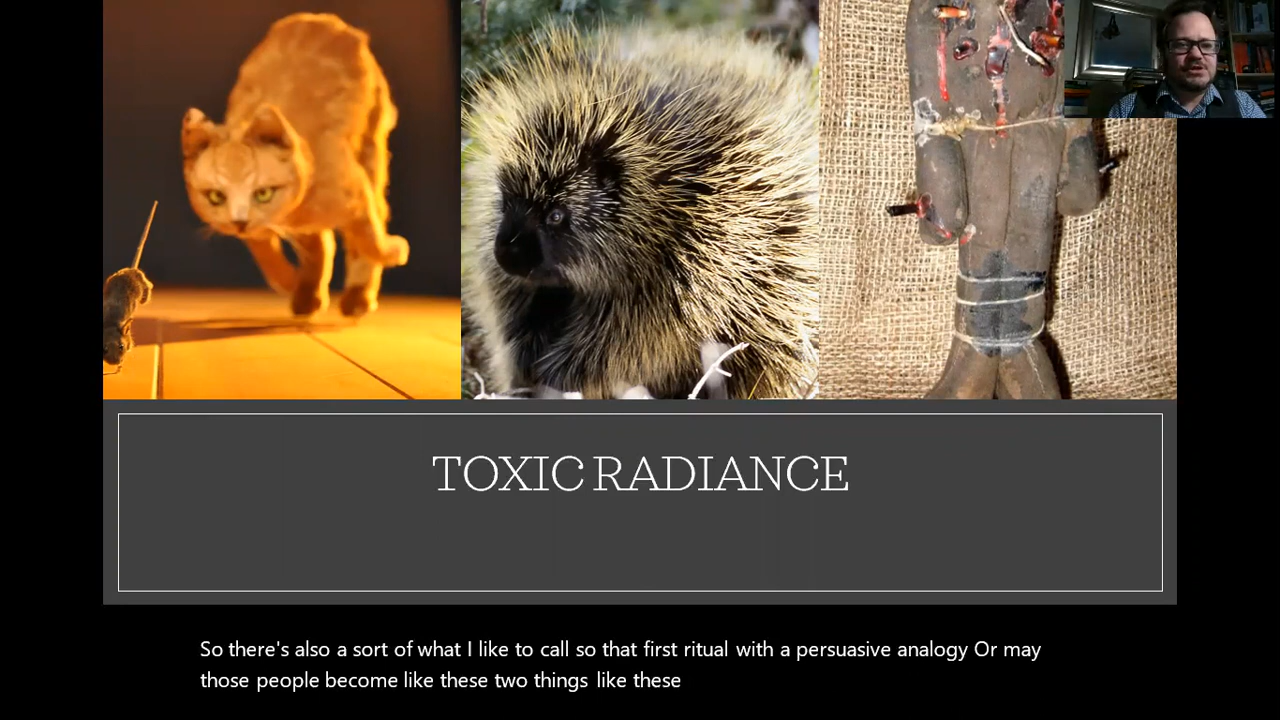 TOXIC RADIANCE
So there's also a sort of what I like to call so that first ritual with a persuasive analogy Or may
those people become like these two things like these